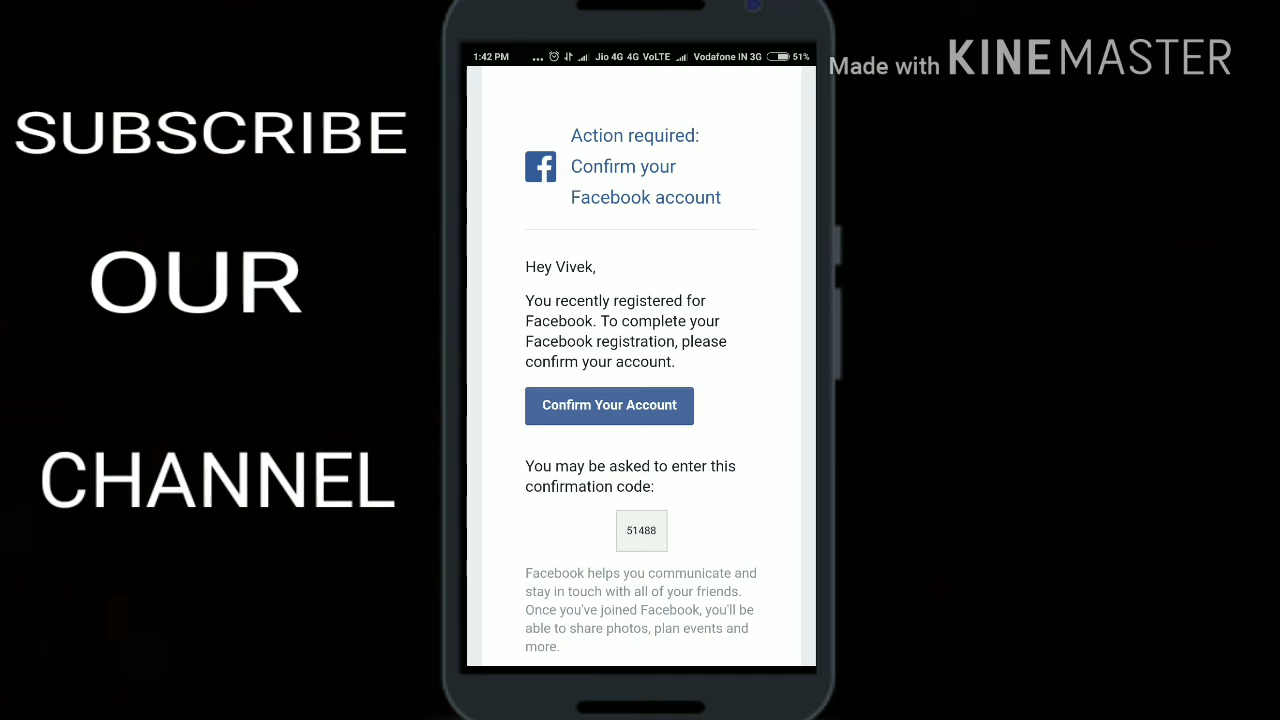 SUBSCRIBE
OUR
CHANNEL
1:42 PM ... Jio 4G 4G VoLTE Vodafone IN 3G 51%
Made with KINEMASTER
Action required:
Confirm your
Facebook account
Hey Vivek,
You recently registered for
Facebook. To complete your
Facebook registration, please
confirm your account.
Confirm Your Account
You may be asked to enter this
confirmation code:
51488
Facebook helps you communicate and
stay in touch with all of your friends.
Once you've joined Facebook, you'll be
able to share photos, plan events and
more.